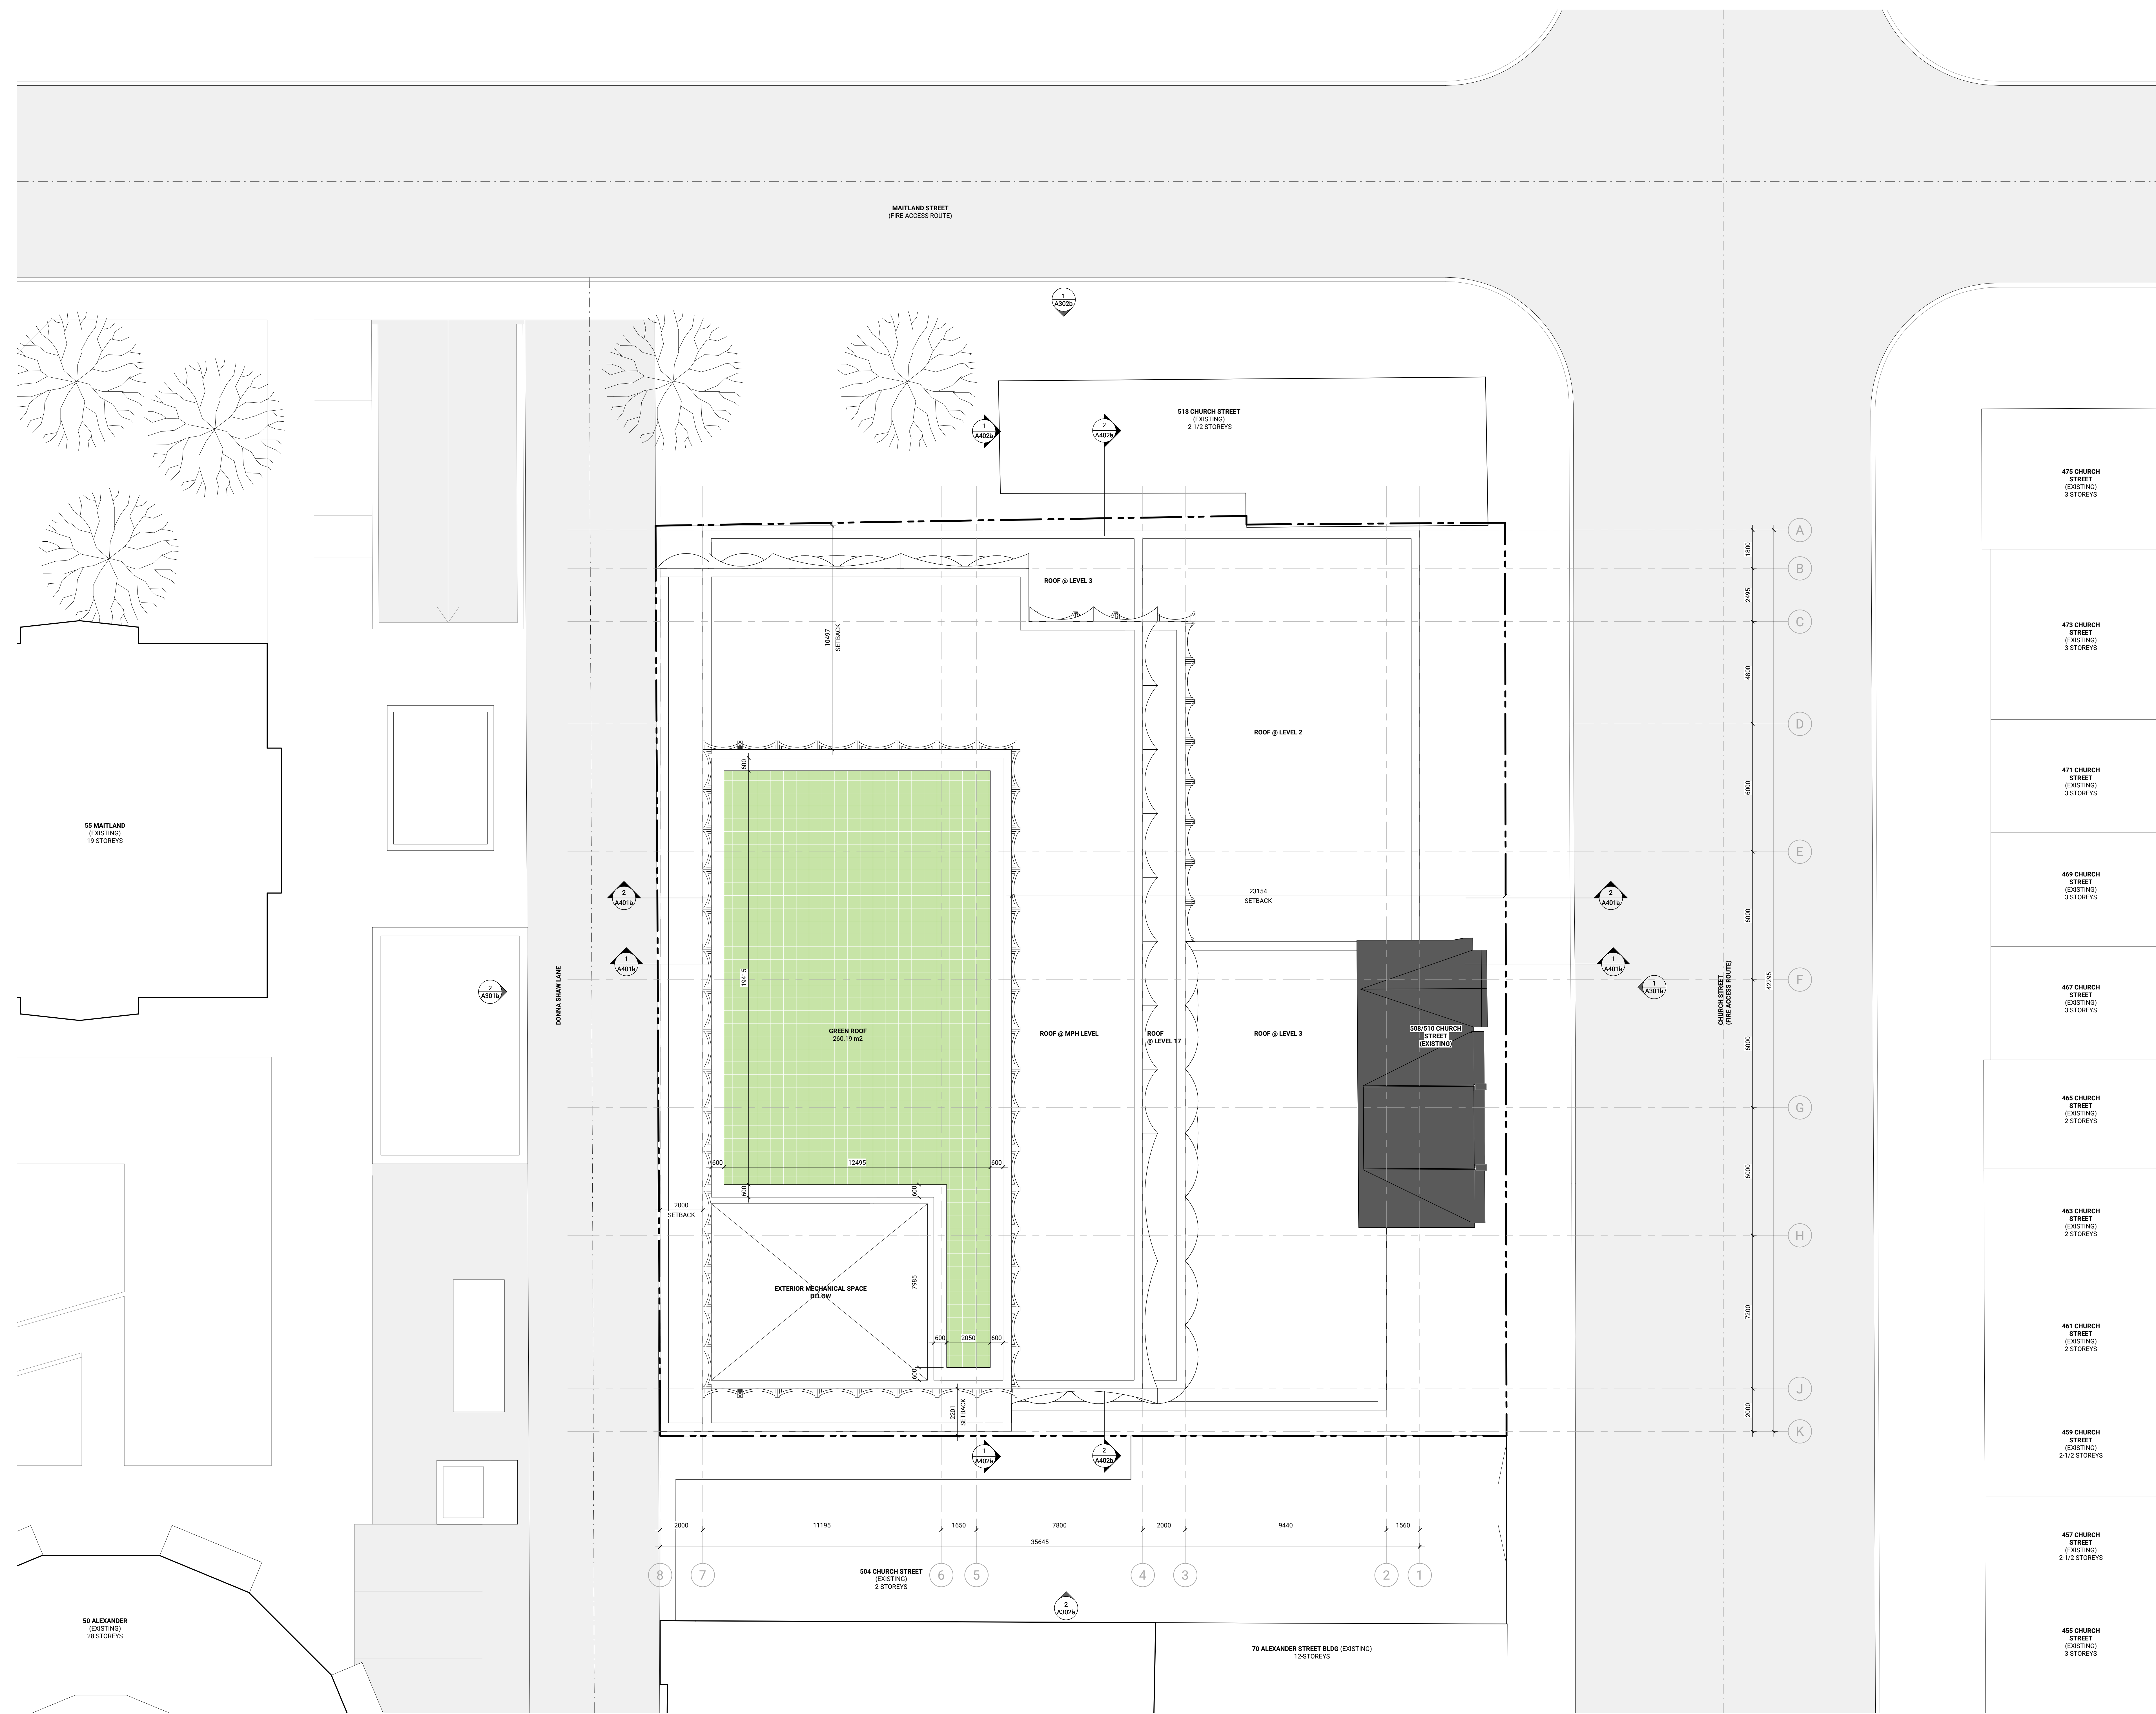 MAITLAND STREET
(FIRE ACCESS ROUTE)
1
A302b
518 CHURCH STREET
(EXISTING)
2-1/2 STOREYS
1
A402b
2
A402b
475 CHURCH
STREET
(EXISTING)
3 STOREYS
A
1800
B
2495
C
4800
D
6000
E
6000
F
6000
G
6000
H
7200
J
2000
K
42295
ROOF @ LEVEL 3
10497
SETBACK
473 CHURCH
STREET
(EXISTING)
3 STOREYS
ROOF @ LEVEL 2
600
471 CHURCH
STREET
(EXISTING)
3 STOREYS
55 MAITLAND
(EXISTING)
19 STOREYS
469 CHURCH
STREET
(EXISTING)
3 STOREYS
2
A401b
23154
SETBACK
2
A401b
1
A401b
1
A401b
2
A301b
DONNA SHAW LANE
19415
1
A301b
CHURCH STREET
(FIRE ACCESS ROUTE)
467 CHURCH
STREET
(EXISTING)
3 STOREYS
GREEN ROOF
260.19 m2
ROOF @ MPH LEVEL
ROOF
@ LEVEL 17
ROOF @ LEVEL 3
508/510 CHURCH
STREET
(EXISTING)
465 CHURCH
STREET
(EXISTING)
2 STOREYS
600
12495
600
600
600
2000
SETBACK
463 CHURCH
STREET
(EXISTING)
2 STOREYS
EXTERIOR MECHANICAL SPACE
BELOW
7985
600
2050
600
600
461 CHURCH
STREET
(EXISTING)
2 STOREYS
2201
SETBACK
1
A402b
2
A402b
459 CHURCH
STREET
(EXISTING)
2-1/2 STOREYS
2000
11195
1650
7800
2000
9440
1560
35645
8
7
6
5
4
3
2
1
504 CHURCH STREET
(EXISTING)
2-STOREYS
457 CHURCH
STREET
(EXISTING)
2-1/2 STOREYS
2
A302b
50 ALEXANDER
(EXISTING)
28 STOREYS
70 ALEXANDER STREET BLDG (EXISTING)
12-STOREYS
455 CHURCH
STREET
(EXISTING)
3 STOREYS